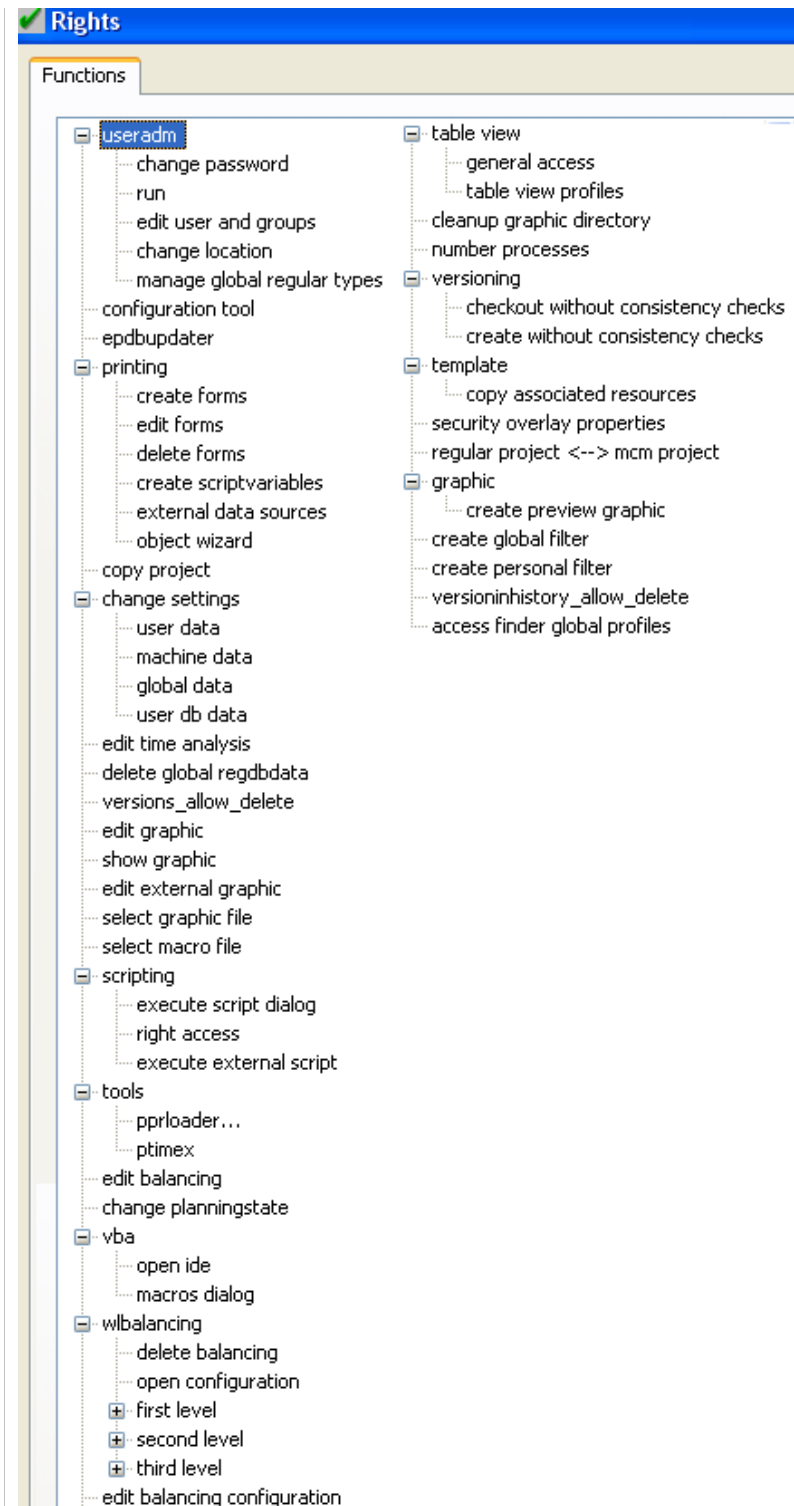 Rights
Functions
useradm
change password
run
edit user and groups
change location
manage global regular types
configuration tool
epdbupdater
printing
create forms
edit forms
delete forms
create scriptvariables
external data sources
object wizard
copy project
change settings
user data
machine data
global data
user db data
edit time analysis
delete global regdbdata
versions_allow_delete
edit graphic
show graphic
edit external graphic
select graphic file
select macro file
scripting
execute script dialog
right access
execute external script
tools
pprloader...
ptimex
edit balancing
change planningstate
vba
open ide
macros dialog
wlbalancing
delete balancing
open configuration
first level
second level
third level
edit balancing configuration
table view
general access
table view profiles
cleanup graphic directory
number processes
versioning
checkout without consistency checks
create without consistency checks
template
copy associated resources
security overlay properties
regular project <--> mcm project
graphic
create preview graphic
create global filter
create personal filter
versioninhistory_allow_delete
access finder global profiles